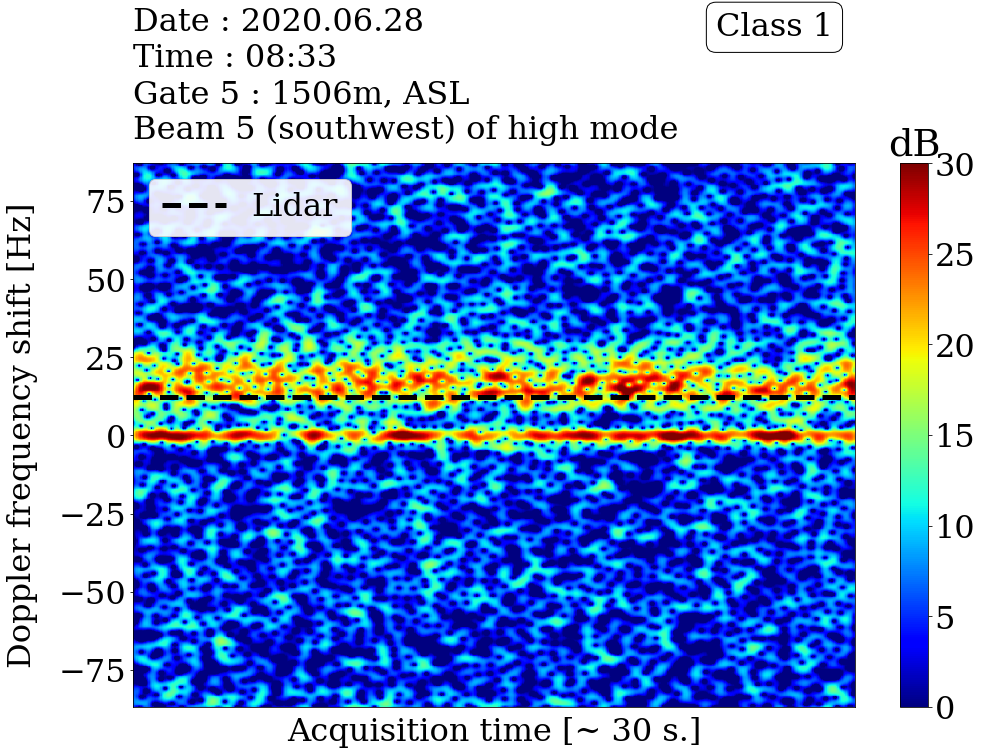 Date : 2020.06.28
Class 1
Time : 08:33
Gate 5 : 1506m, ASL
Beam 5 (southwest) of high mode
dB
Lidar
Doppler frequency shift [Hz]
75
50
25
0
−25
−50
−75
30
25
20
15
10
5
0
Acquisition time [~ 30 s.]